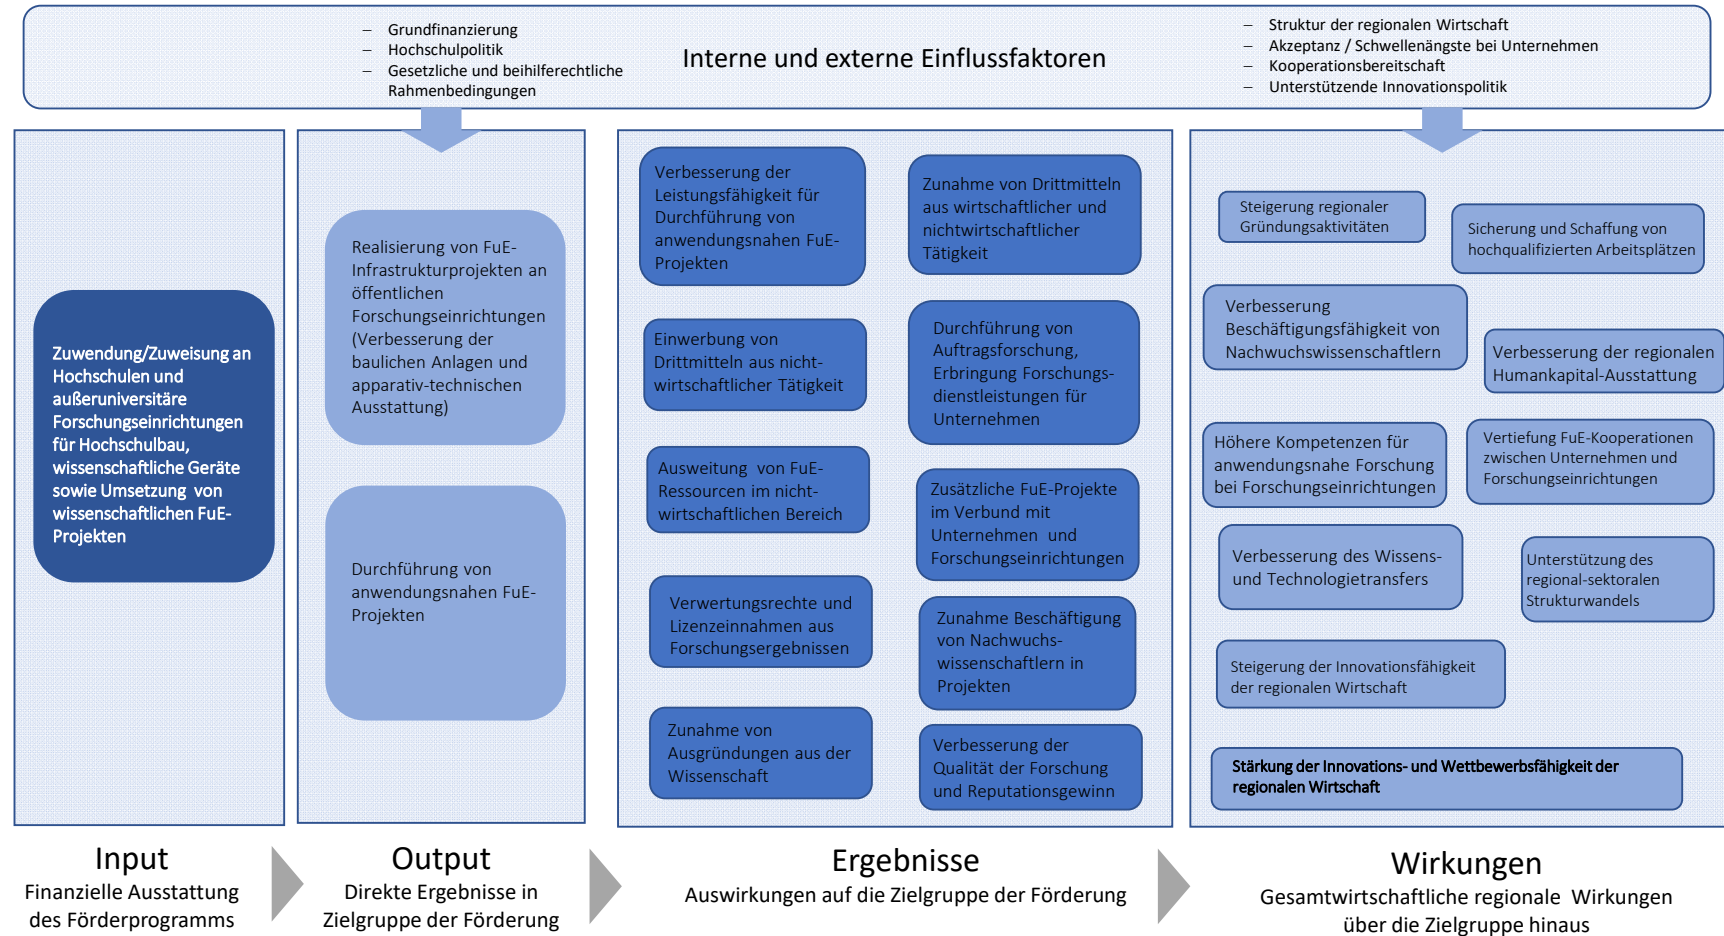 – Grundfinanzierung
– Hochschulpolitik
– Gesetzliche und beihilferechtliche
Rahmenbedingungen
Interne und externe Einflussfaktoren
– Struktur der regionalen Wirtschaft
– Akzeptanz / Schwellenängste bei Unternehmen
– Kooperationsbereitschaft
– Unterstützende Innovationspolitik
Zuwendung/Zuweisung an
Hochschulen und
außeruniversitäre
Forschungseinrichtungen
für Hochschulbau,
wissenschaftliche Geräte
sowie Umsetzung von
wissenschaftlichen FuE-
Projekten
Realisierung von FuE-
Infrastrukturprojekten an
öffentlichen
Forschungseinrichtungen
(Verbesserung der
baulichen Anlagen und
apparativ-technischen
Ausstattung)
Durchführung von
anwendungsnahen FuE-
Projekten
Verbesserung der
Leistungsfähigkeit für
Durchführung von
anwendungsnahen FuE-
Projekten
Zunahme von Drittmitteln
aus wirtschaftlicher und
nichtwirtschaftlicher
Tätigkeit
Einwerbung von
Drittmitteln aus nicht-
wirtschaftlicher Tätigkeit
Durchführung von
Auftragsforschung,
Erbringung Forschungs-
dienstleistungen für
Unternehmen
Ausweitung von FuE-
Ressourcen im nicht-
wirtschaftlichen Bereich
Zusätzliche FuE-Projekte
im Verbund mit
Unternehmen und
Forschungseinrichtungen
Verwertungsrechte und
Lizenzeinnahmen aus
Forschungsergebnissen
Zunahme Beschäftigung
von Nachwuchs-
wissenschaftlern in
Projekten
Zunahme von
Ausgründungen aus der
Wissenschaft
Verbesserung der
Qualität der Forschung
und Reputationsgewinn
Steigerung regionaler
Gründungsaktivitäten
Sicherung und Schaffung von
hochqualifizierten Arbeitsplätzen
Verbesserung
Beschäftigungsfähigkeit von
Nachwuchswissenschaftlern
Verbesserung der regionalen
Humankapital-Ausstattung
Höhere Kompetenzen für
anwendungsnahe Forschung
bei Forschungseinrichtungen
Vertiefung FuE-Kooperationen
zwischen Unternehmen und
Forschungseinrichtungen
Verbesserung des Wissens-
und Technologietransfers
Unterstützung des
regional-sektoralen
Strukturwandels
Steigerung der Innovationsfähigkeit
der regionalen Wirtschaft
Stärkung der Innovations- und Wettbewerbsfähigkeit der
regionalen Wirtschaft
Input
Finanzielle Ausstattung
des Förderprogramms
Output
Direkte Ergebnisse in
Zielgruppe der Förderung
Ergebnisse
Auswirkungen auf die Zielgruppe der Förderung
Wirkungen
Gesamtwirtschaftliche regionale Wirkungen
über die Zielgruppe hinaus